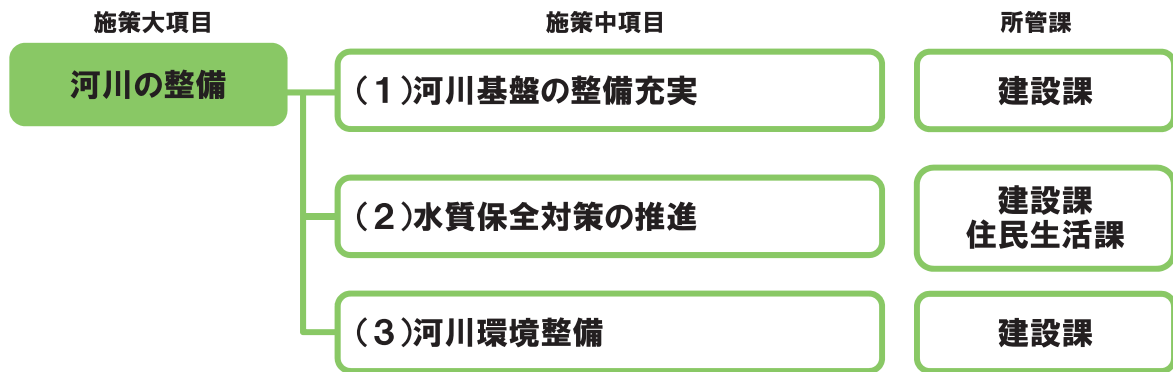 施策大項目
施策中項目
所管課
河川の整備
(1)河川基盤の整備充実
建設課
(2)水質保全対策の推進
建設課
住民生活課
(3)河川環境整備
建設課